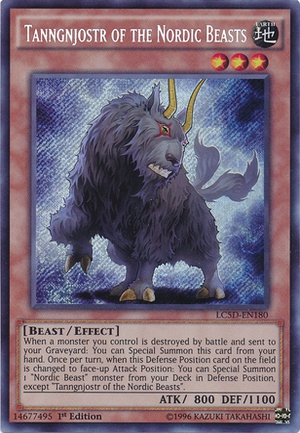 Tanngnjostr of the Nordic Beasts
EARTH
地
LC5D-EN180
[Beast / Effect]
When a monster you control is destroyed by battle and sent
to your Graveyard: You can Special Summon this card from your
hand. Once per turn, when this Defense Position card on the field
is changed to face-up Attack Position: You can Special Summon
1 "Nordic Beast" monster from your Deck in Defense Position,
except "Tanngnjostr of the Nordic Beasts".
ATK/ 800 DEF/1100
14677495 1st Edition ©1996 KAZUKI TAKAHASHI